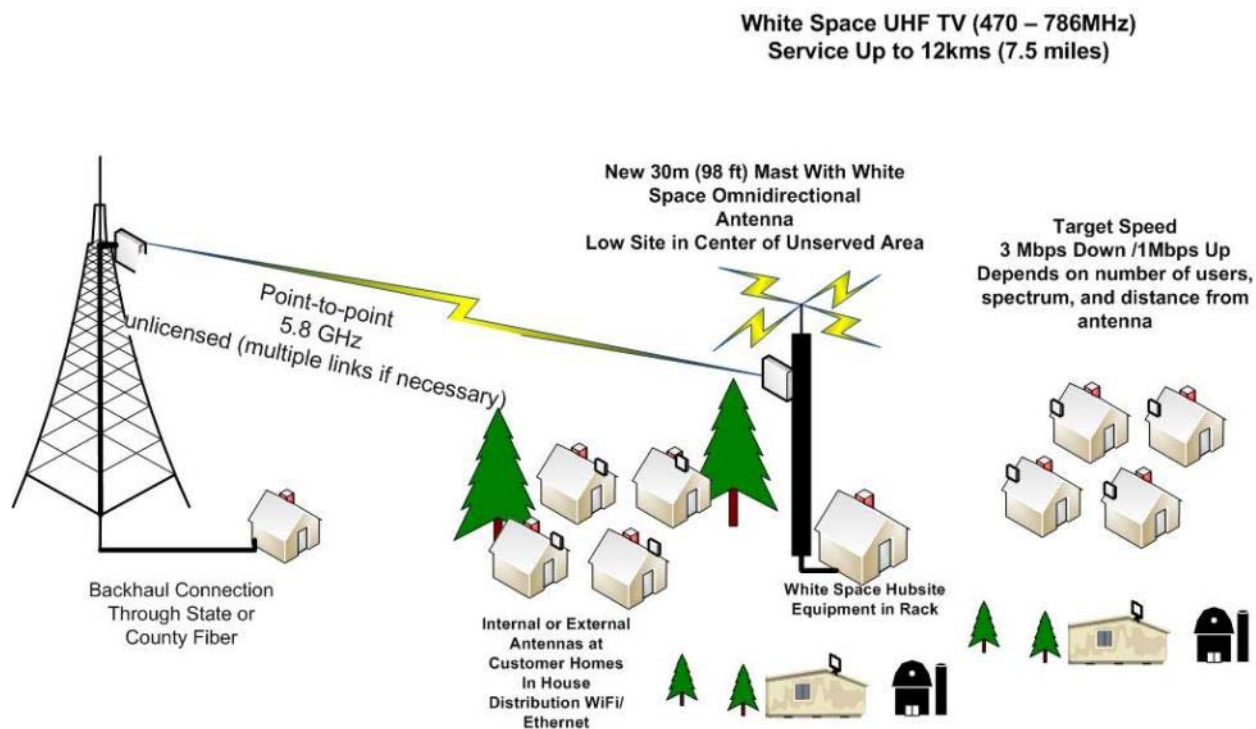 White Space UHF TV (470 – 786MHz)
Service Up to 12kms (7.5 miles)
New 30m (98 ft) Mast With White
Space Omnidirectional
Antenna
Low Site in Center of Unserved Area
Target Speed
3 Mbps Down /1Mbps Up
Depends on number of users,
spectrum, and distance from
antenna
Point-to-point
5.8 GHz
unlicensed (multiple links if necessary)
Backhaul Connection
Through State or
County Fiber
Internal or External
Antennas at
Customer Homes
In House
Distribution WiFi/
Ethernet
White Space Hubsite
Equipment in Rack